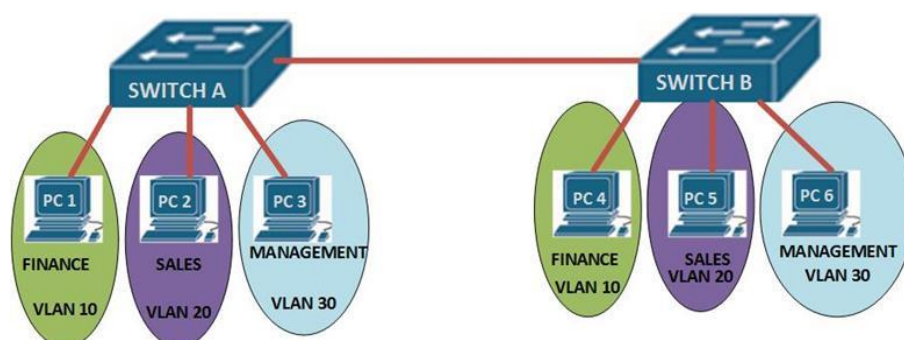 SWITCH A
SWITCH B
PC 1
PC 2
PC 3
FINANCE
SALES
MANAGEMENT
VLAN 10
VLAN 20
VLAN 30
PC 4
PC 5
PC 6
FINANCE
SALES
MANAGEMENT
VLAN 10
VLAN 20
VLAN 30